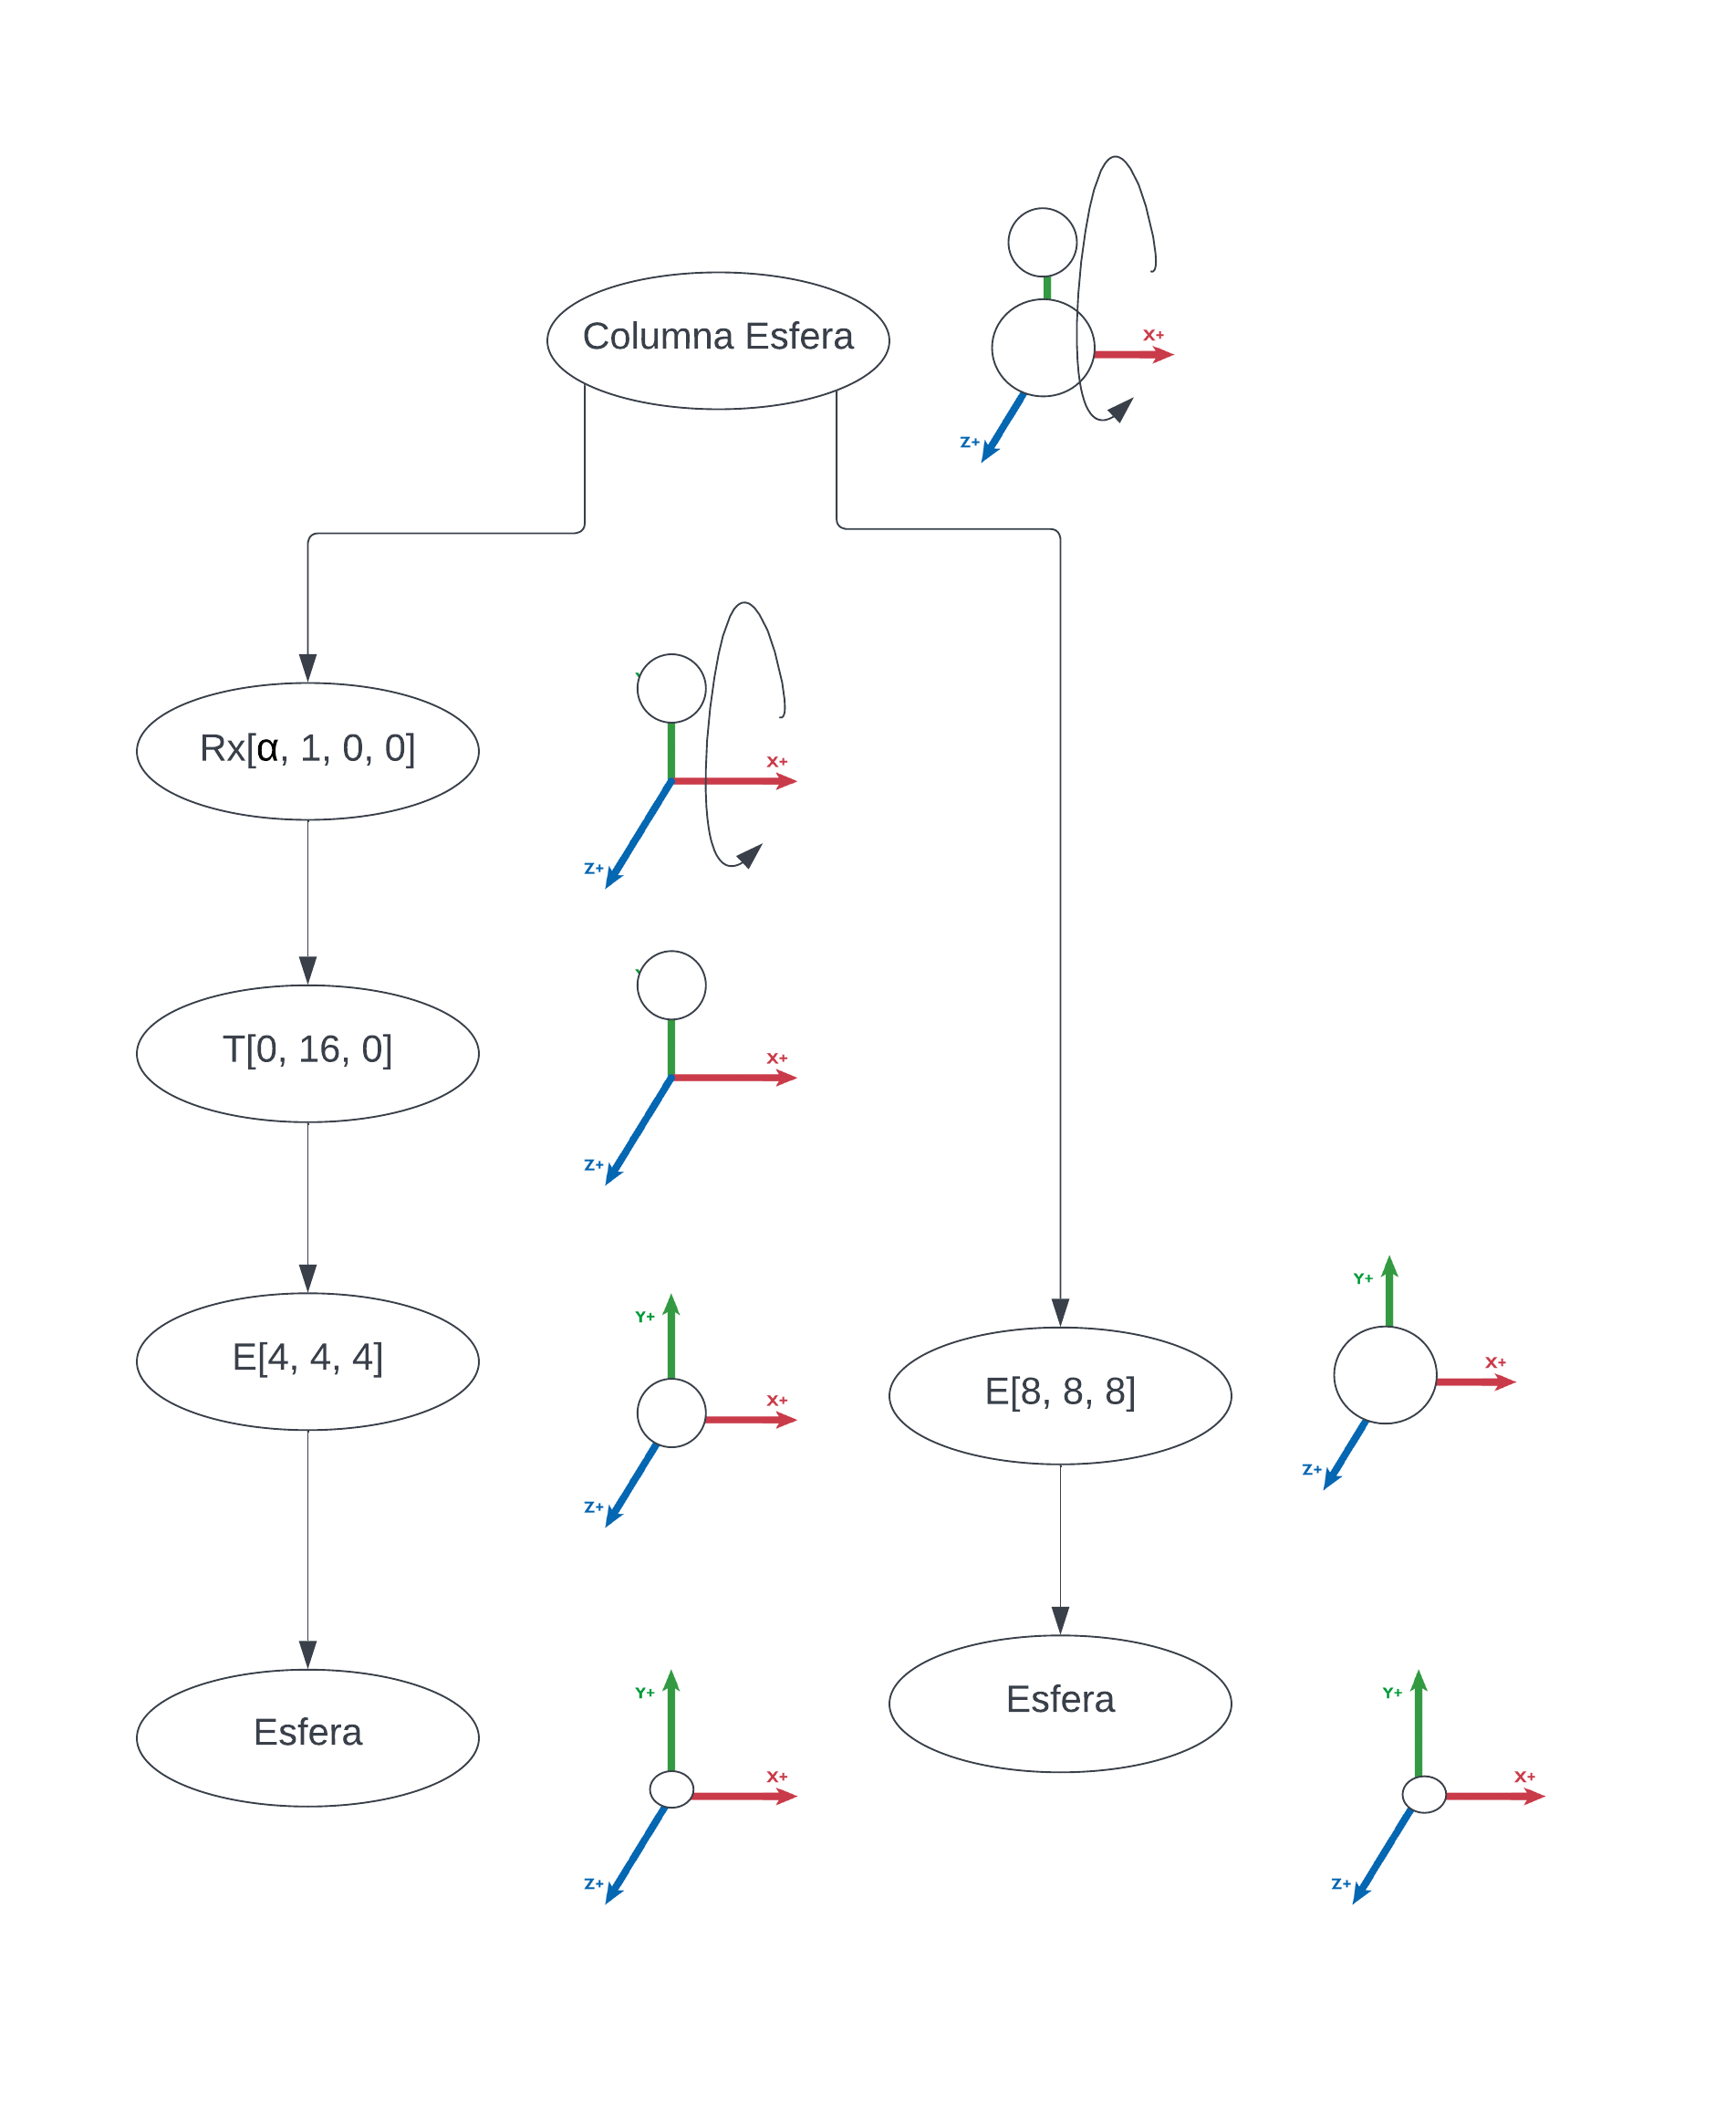 Columna Esfera
X+
Z+
Rx[α, 1, 0, 0]
X+
Z+
T[0, 16, 0]
X+
Z+
E[4, 4, 4]
Y+
X+
Z+
E[8, 8, 8]
Y+
X+
Z+
Esfera
Y+
X+
Z+
Esfera
Y+
X+
Z+